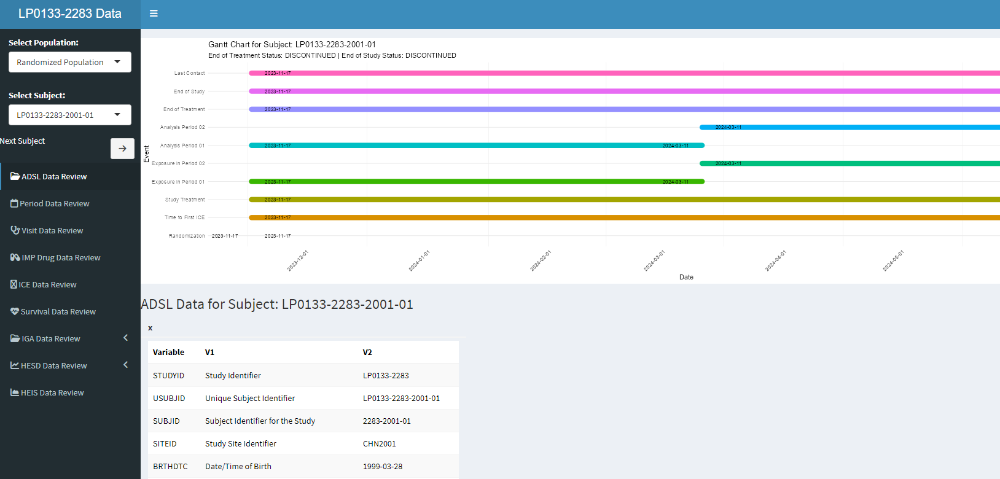 LP0133-2283 Data
Select Population:
Randomized Population
Select Subject:
LP0133-2283-2001-01
Next Subject
ADSL Data Review
Period Data Review
Visit Data Review
IMP Drug Data Review
ICE Data Review
Survival Data Review
IGA Data Review
HESD Data Review
HEIS Data Review
Gantt Chart for Subject: LP0133-2283-2001-01
End of Treatment Status: DISCONTINUED | End of Study Status: DISCONTINUED
Event
Last Contact 2023-11-17
End of Study 2023-11-17
End of Treatment 2023-11-17
Analysis Period 02 2024-03-11
Analysis Period 01 2023-11-17 2024-03-11
Exposure in Period 02 2024-03-11
Exposure in Period 01 2023-11-17 2024-03-11
Study Treatment 2023-11-17
Time to First ICE 2023-11-17
Randomization 2023-11-17 2023-11-17
2023-12-01 2024-01-01 2024-02-01 2024-03-01 2024-04-01 2024-05-01
Date
ADSL Data for Subject: LP0133-2283-2001-01
x
Variable V1 V2
STUDYID Study Identifier LP0133-2283
USUBJID Unique Subject Identifier LP0133-2283-2001-01
SUBJID Subject Identifier for the Study 2283-2001-01
SITEID Study Site Identifier CHN2001
BRTHDTC Date/Time of Birth 1999-03-28